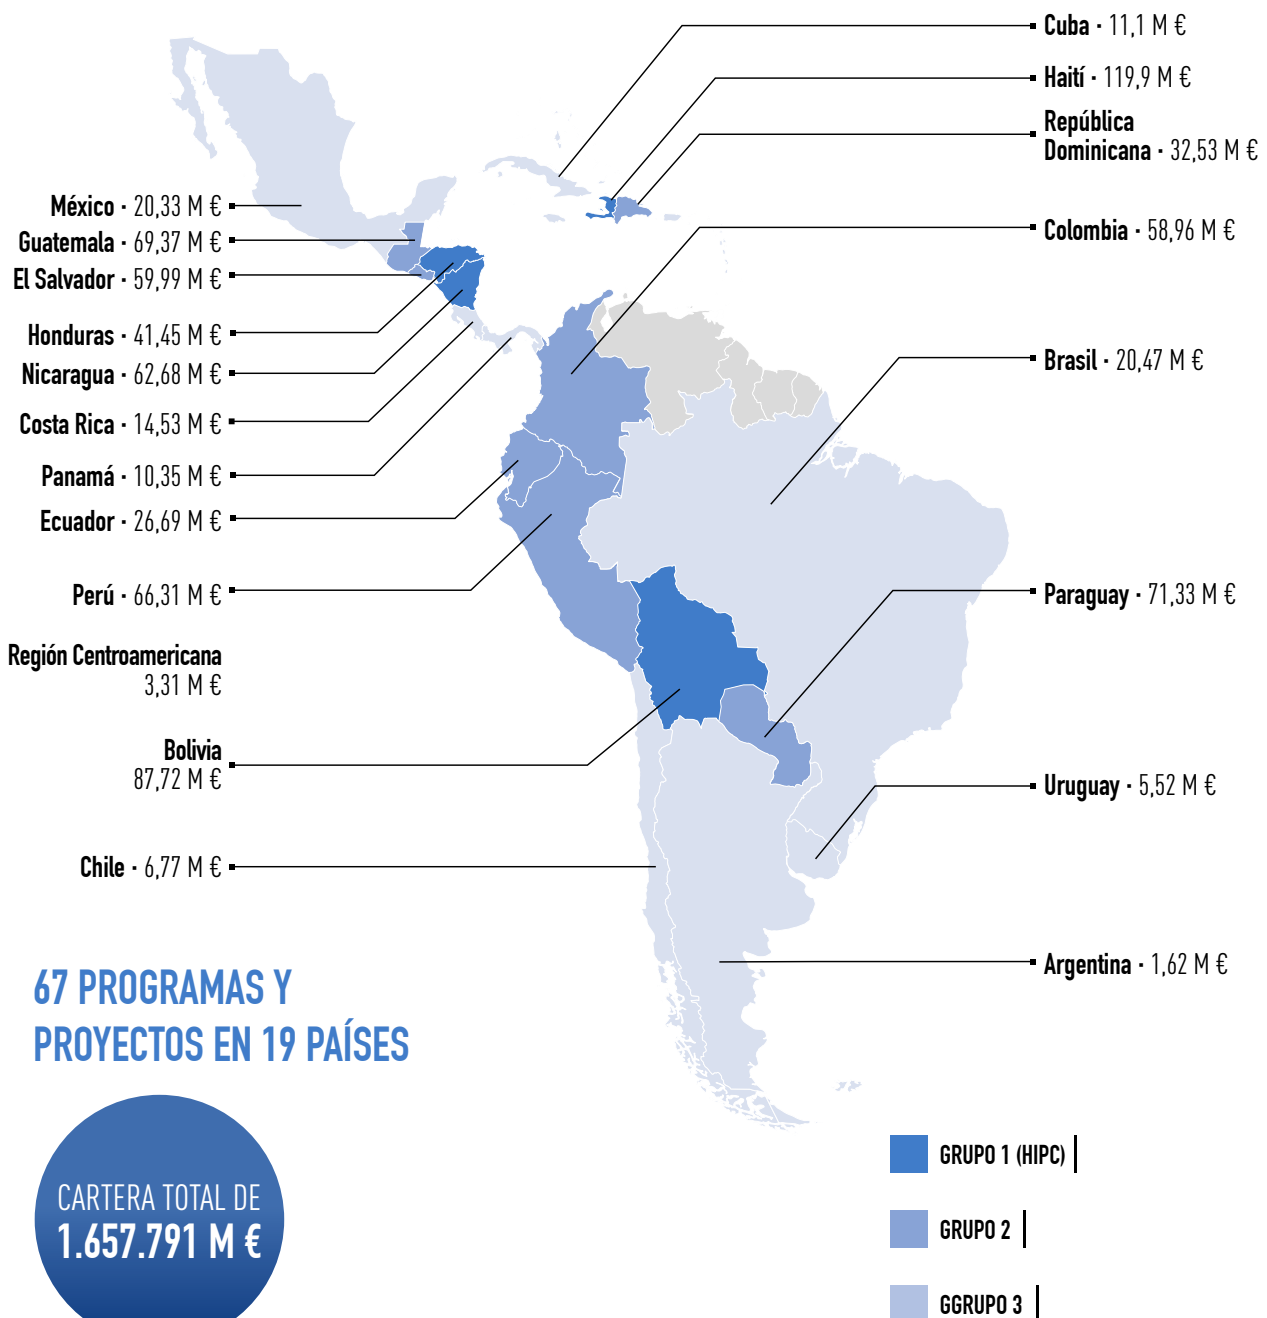 Cuba · 11,1 M €
Haití · 119,9 M €
República
Dominicana · 32,53 M €
México · 20,33 M €
Guatemala · 69,37 M €
El Salvador · 59,99 M €
Honduras · 41,45 M €
Nicaragua · 62,68 M €
Costa Rica · 14,53 M €
Panamá · 10,35 M €
Ecuador · 26,69 M €
Perú · 66,31 M €
Región Centroamericana
3,31 M €
Bolivia
87,72 M €
Chile · 6,77 M €
Colombia · 58,96 M €
Brasil · 20,47 M €
Paraguay · 71,33 M €
Uruguay · 5,52 M €
Argentina · 1,62 M €
67 PROGRAMAS Y
PROYECTOS EN 19 PAÍSES
CARTERA TOTAL DE
1.657.791 M €
GRUPO 1 (HIPC)
GRUPO 2
GGRUPO 3